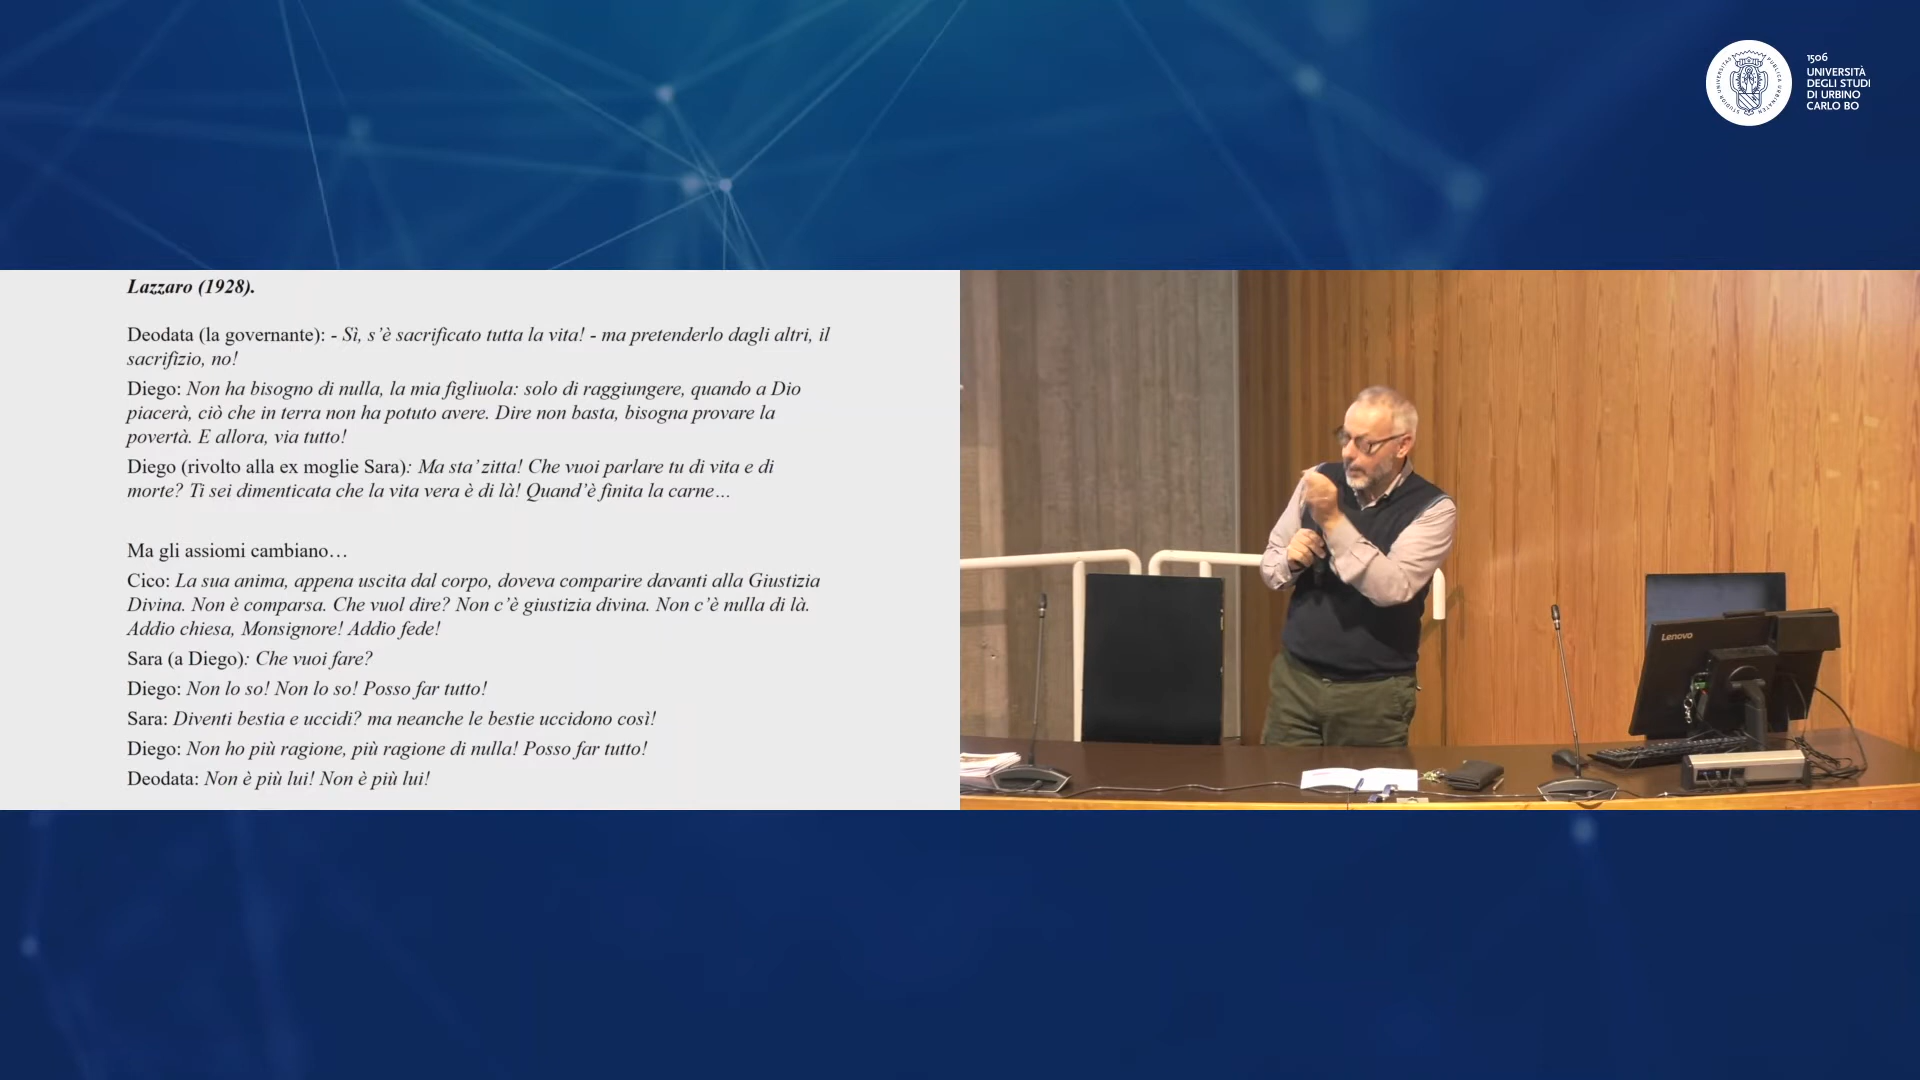 1506
UNIVERSITÀ
DEGLI STUDI
DI URBINO
CARLO BO
Lazzaro (1928).
Deodata (la governante): - Sì, s’è sacrificato tutta la vita! - ma pretenderlo dagli altri, il
sacrifizio, no!
Diego: Non ha bisogno di nulla, la mia figliuola: solo di raggiungere, quando a Dio
piacerà, ciò che in terra non ha potuto avere. Dire non basta, bisogna provare la
povertà. E allora, via tutto!
Diego (rivolto alla ex moglie Sara): Ma sta’ zitta! Che vuoi parlare tu di vita e di
morte? Ti sei dimenticata che la vita vera è di là! Quand’è finita la carne…
Ma gli assiomi cambiano…
Cico: La sua anima, appena uscita dal corpo, doveva comparire davanti alla Giustizia
Divina. Non è comparsa. Che vuol dire? Non c’è giustizia divina. Non c’è nulla di là.
Addio chiesa, Monsignore! Addio fede!
Sara (a Diego): Che vuoi fare?
Diego: Non lo so! Non lo so! Posso far tutto!
Sara: Diventi bestia e uccidi? ma neanche le bestie uccidono così!
Diego: Non ho più ragione, più ragione di nulla! Posso far tutto!
Deodata: Non è più lui! Non è più lui!
Lenovo